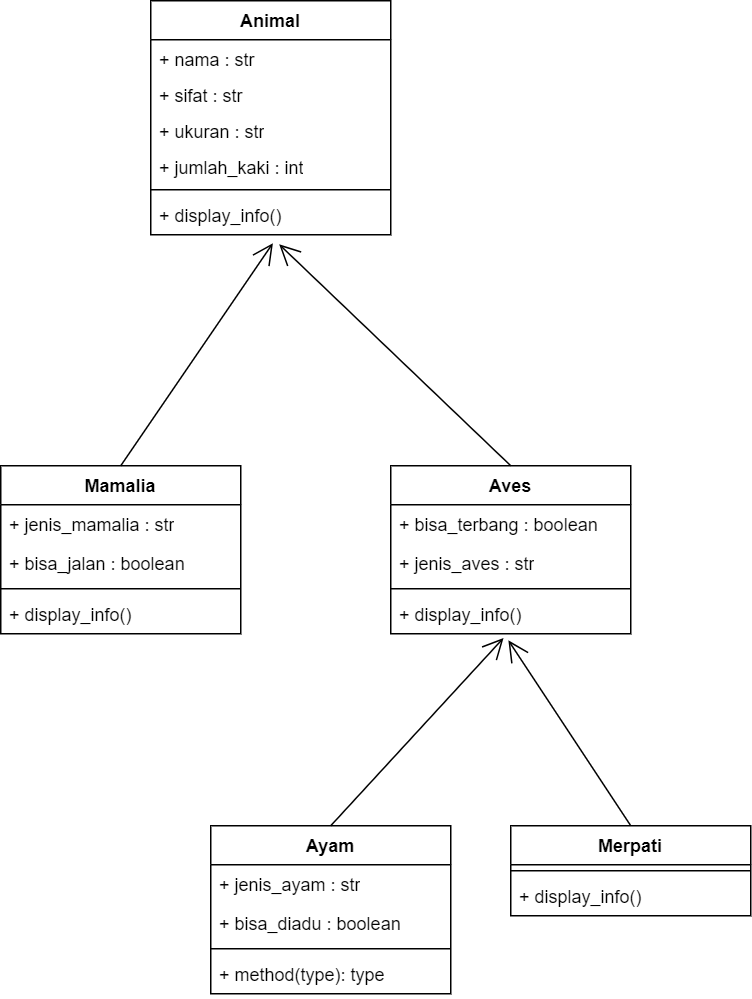 Animal
+ nama : str
+ sifat : str
+ ukuran : str
+ jumlah_kaki : int
+ display_info()
Mamalia
+ jenis_mamalia : str
+ bisa_jalan : boolean
+ display_info()
Aves
+ bisa_terbang : boolean
+ jenis_aves : str
+ display_info()
Ayam
+ jenis_ayam : str
+ bisa_diadu : boolean
+ method(type): type
Merpati
+ display_info()